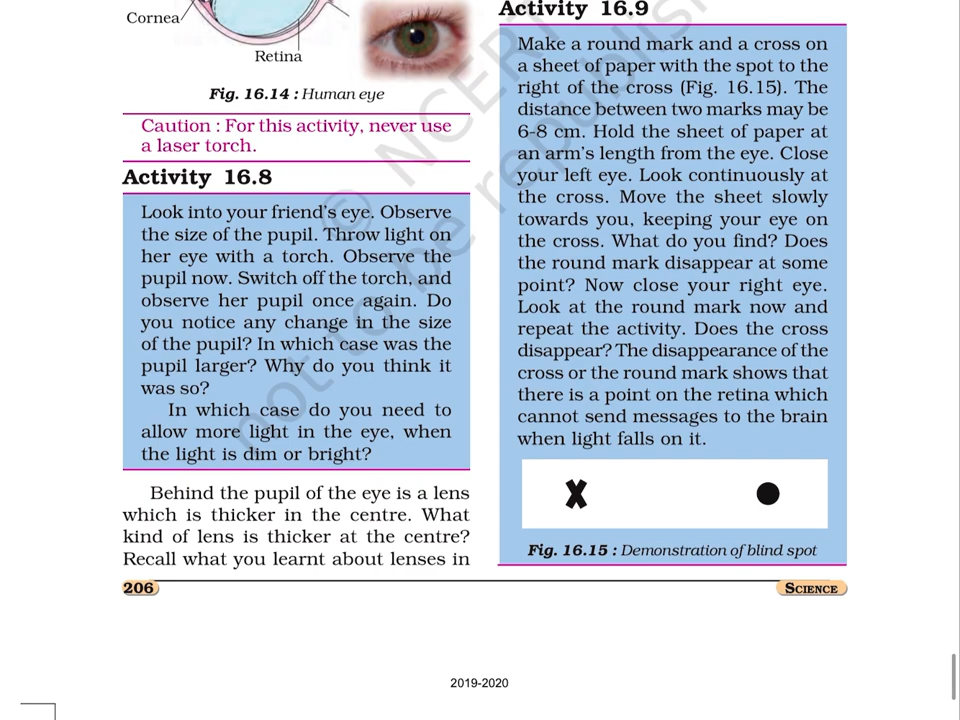 Cornea
Retina
Fig. 16.14 : Human eye
Caution : For this activity, never use
a laser torch.
Activity 16.8
Look into your friend's eye. Observe
the size of the pupil. Throw light on
her eye with a torch. Observe the
pupil now. Switch off the torch, and
observe her pupil once again. Do
you notice any change in the size
of the pupil? In which case was the
pupil larger? Why do you think it
was so?
In which case do you need to
allow more light in the eye, when
the light is dim or bright?
Behind the pupil of the eye is a lens
which is thicker in the centre. What
kind of lens is thicker at the centre?
Recall what you learnt about lenses in
Activity 16.9
Make a round mark and a cross on
a sheet of paper with the spot to the
right of the cross (Fig. 16.15). The
distance between two marks may be
6-8 cm. Hold the sheet of paper at
an arm's length from the eye. Close
your left eye. Look continuously at
the cross. Move the sheet slowly
towards you, keeping your eye on
the cross. What do you find? Does
the round mark disappear at some
point? Now close your right eye.
Look at the round mark now and
repeat the activity. Does the cross
disappear? The disappearance of the
cross or the round mark shows that
there is a point on the retina which
cannot send messages to the brain
when light falls on it.
Fig. 16.15 : Demonstration of blind spot
206
SCIENCE
2019-2020
© NCERT
not to be republish